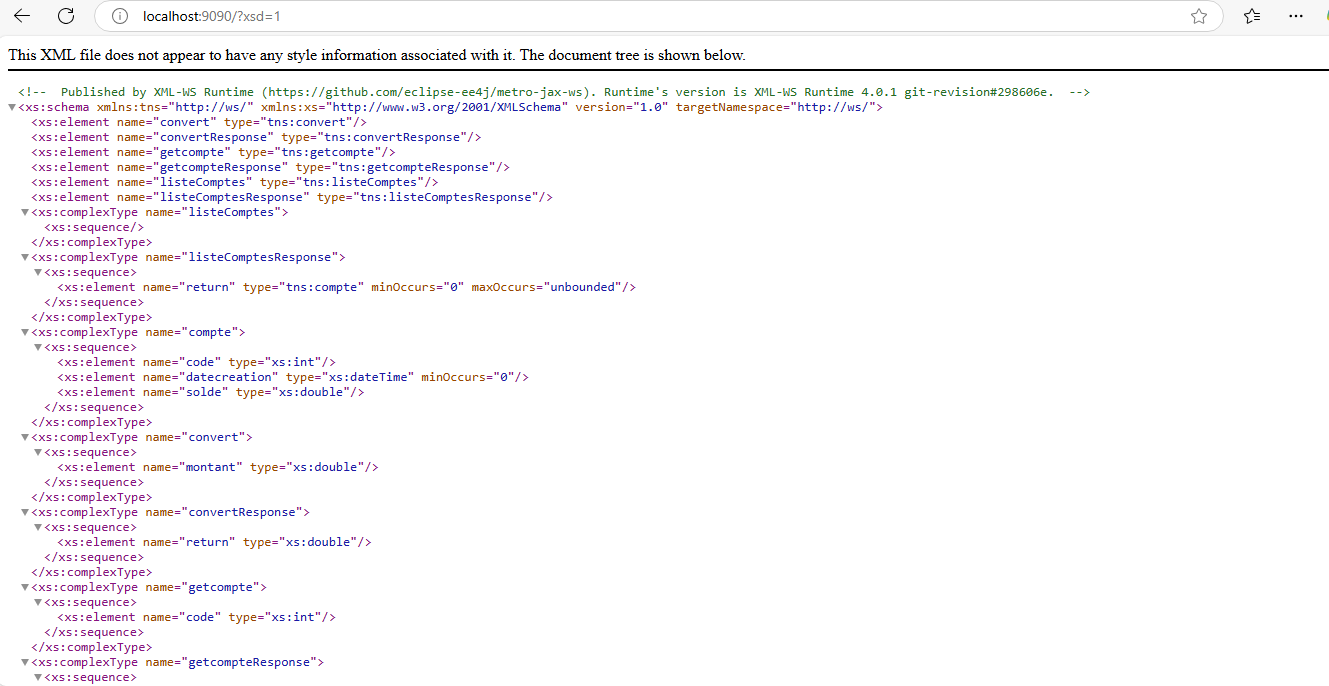 localhost:9090/?xsd=1
This XML file does not appear to have any style information associated with it. The document tree is shown below.
<!--  Published by XML-WS Runtime (https://github.com/eclipse-ee4j/metro-jax-ws). Runtime's version is XML-WS Runtime 4.0.1 git-revision#298606e.  -->
▼<xs:schema xmlns:tns="http://ws/" xmlns:xs="http://www.w3.org/2001/XMLSchema" version="1.0" targetNamespace="http://ws/">
<xs:element name="convert" type="tns:convert"/>
<xs:element name="convertResponse" type="tns:convertResponse"/>
<xs:element name="getcompte" type="tns:getcompte"/>
<xs:element name="getcompteResponse" type="tns:getcompteResponse"/>
<xs:element name="listeComptes" type="tns:listeComptes"/>
<xs:element name="listeComptesResponse" type="tns:listeComptesResponse"/>
▼<xs:complexType name="listeComptes">
<xs:sequence/>
</xs:complexType>
▼<xs:complexType name="listeComptesResponse">
▼<xs:sequence>
<xs:element name="return" type="tns:compte" minOccurs="0" maxOccurs="unbounded"/>
</xs:sequence>
</xs:complexType>
▼<xs:complexType name="compte">
▼<xs:sequence>
<xs:element name="code" type="xs:int"/>
<xs:element name="datecreation" type="xs:dateTime" minOccurs="0"/>
<xs:element name="solde" type="xs:double"/>
</xs:sequence>
</xs:complexType>
▼<xs:complexType name="convert">
▼<xs:sequence>
<xs:element name="montant" type="xs:double"/>
</xs:sequence>
</xs:complexType>
▼<xs:complexType name="convertResponse">
▼<xs:sequence>
<xs:element name="return" type="xs:double"/>
</xs:sequence>
</xs:complexType>
▼<xs:complexType name="getcompte">
▼<xs:sequence>
<xs:element name="code" type="xs:int"/>
</xs:sequence>
</xs:complexType>
▼<xs:complexType name="getcompteResponse">
▼<xs:sequence>